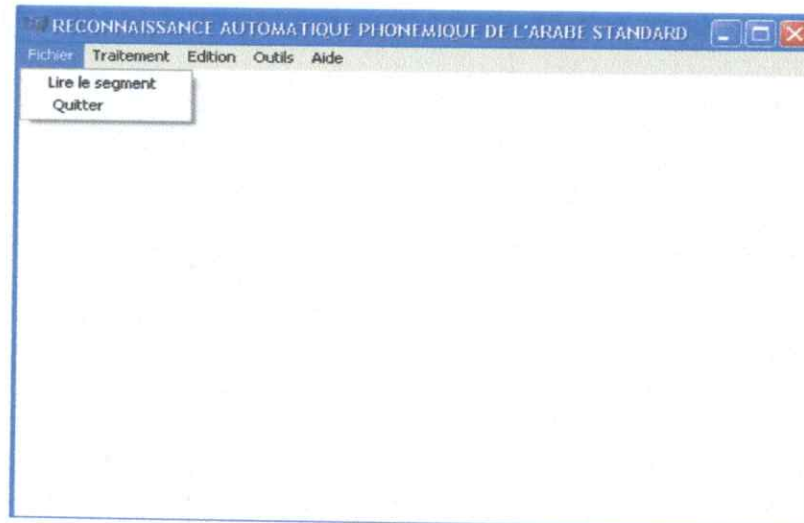 RECONNAISSANCE AUTOMATIQUE PHONEMIQUE DE L'ARABE STANDARD
Fichier Traitement Edition Outils Aide
Lire le segment
Quitter